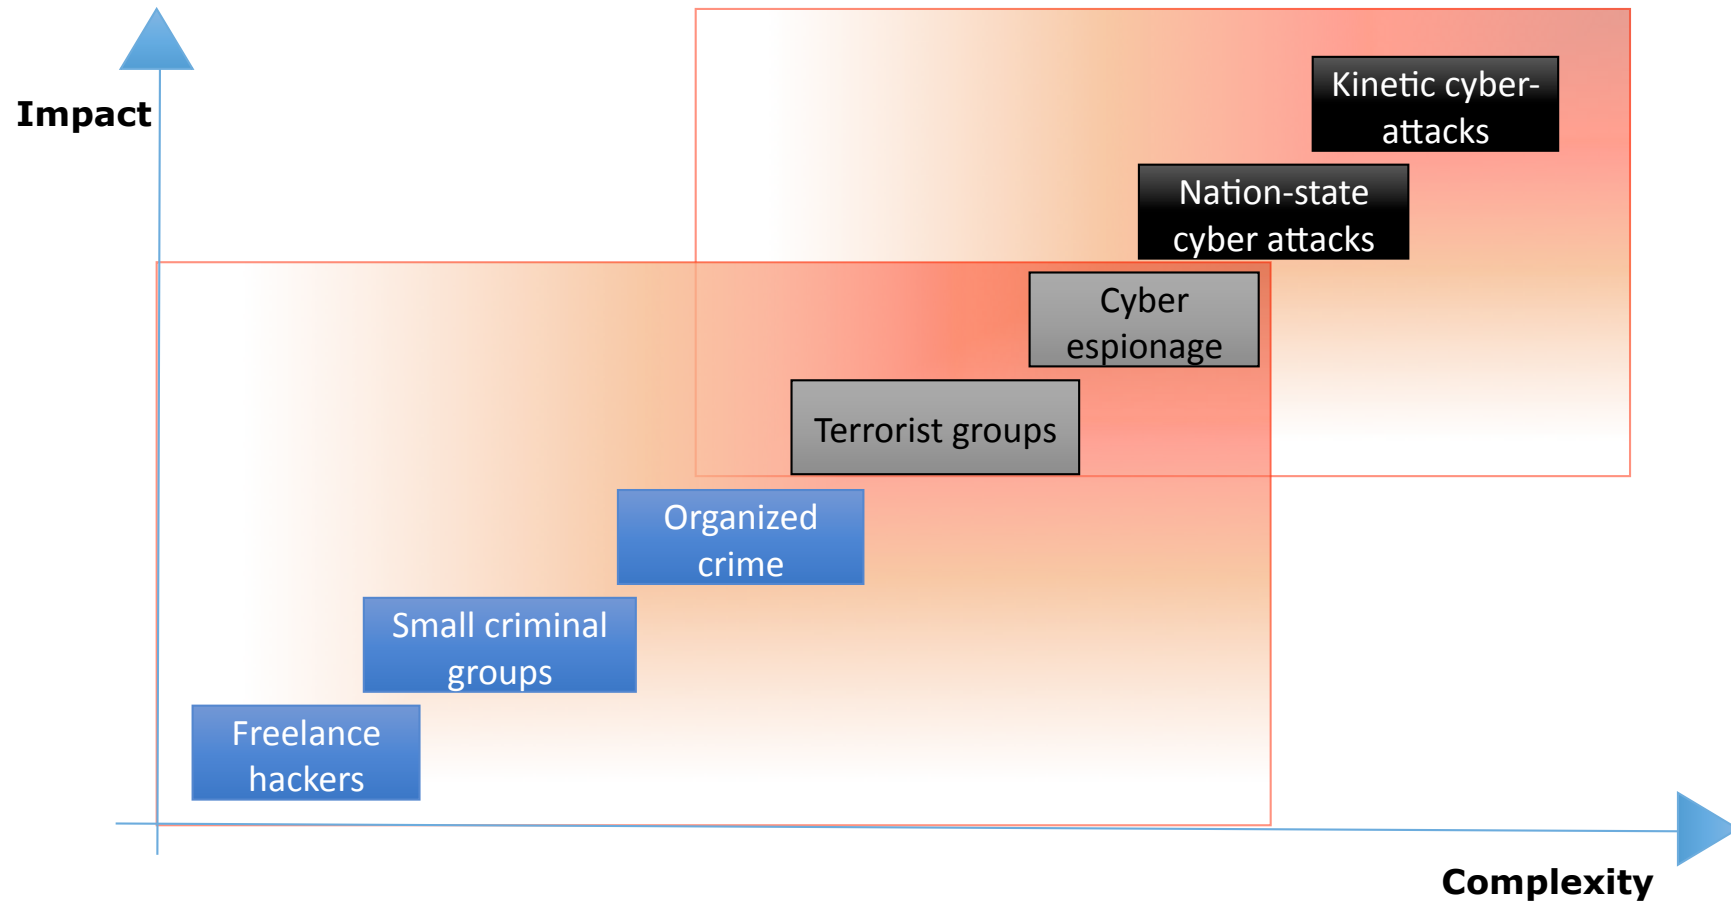 Impact
Kinetic cyber-
attacks
Nation-state
cyber attacks
Cyber
espionage
Terrorist groups
Organized
crime
Small criminal
groups
Freelance
hackers
Complexity